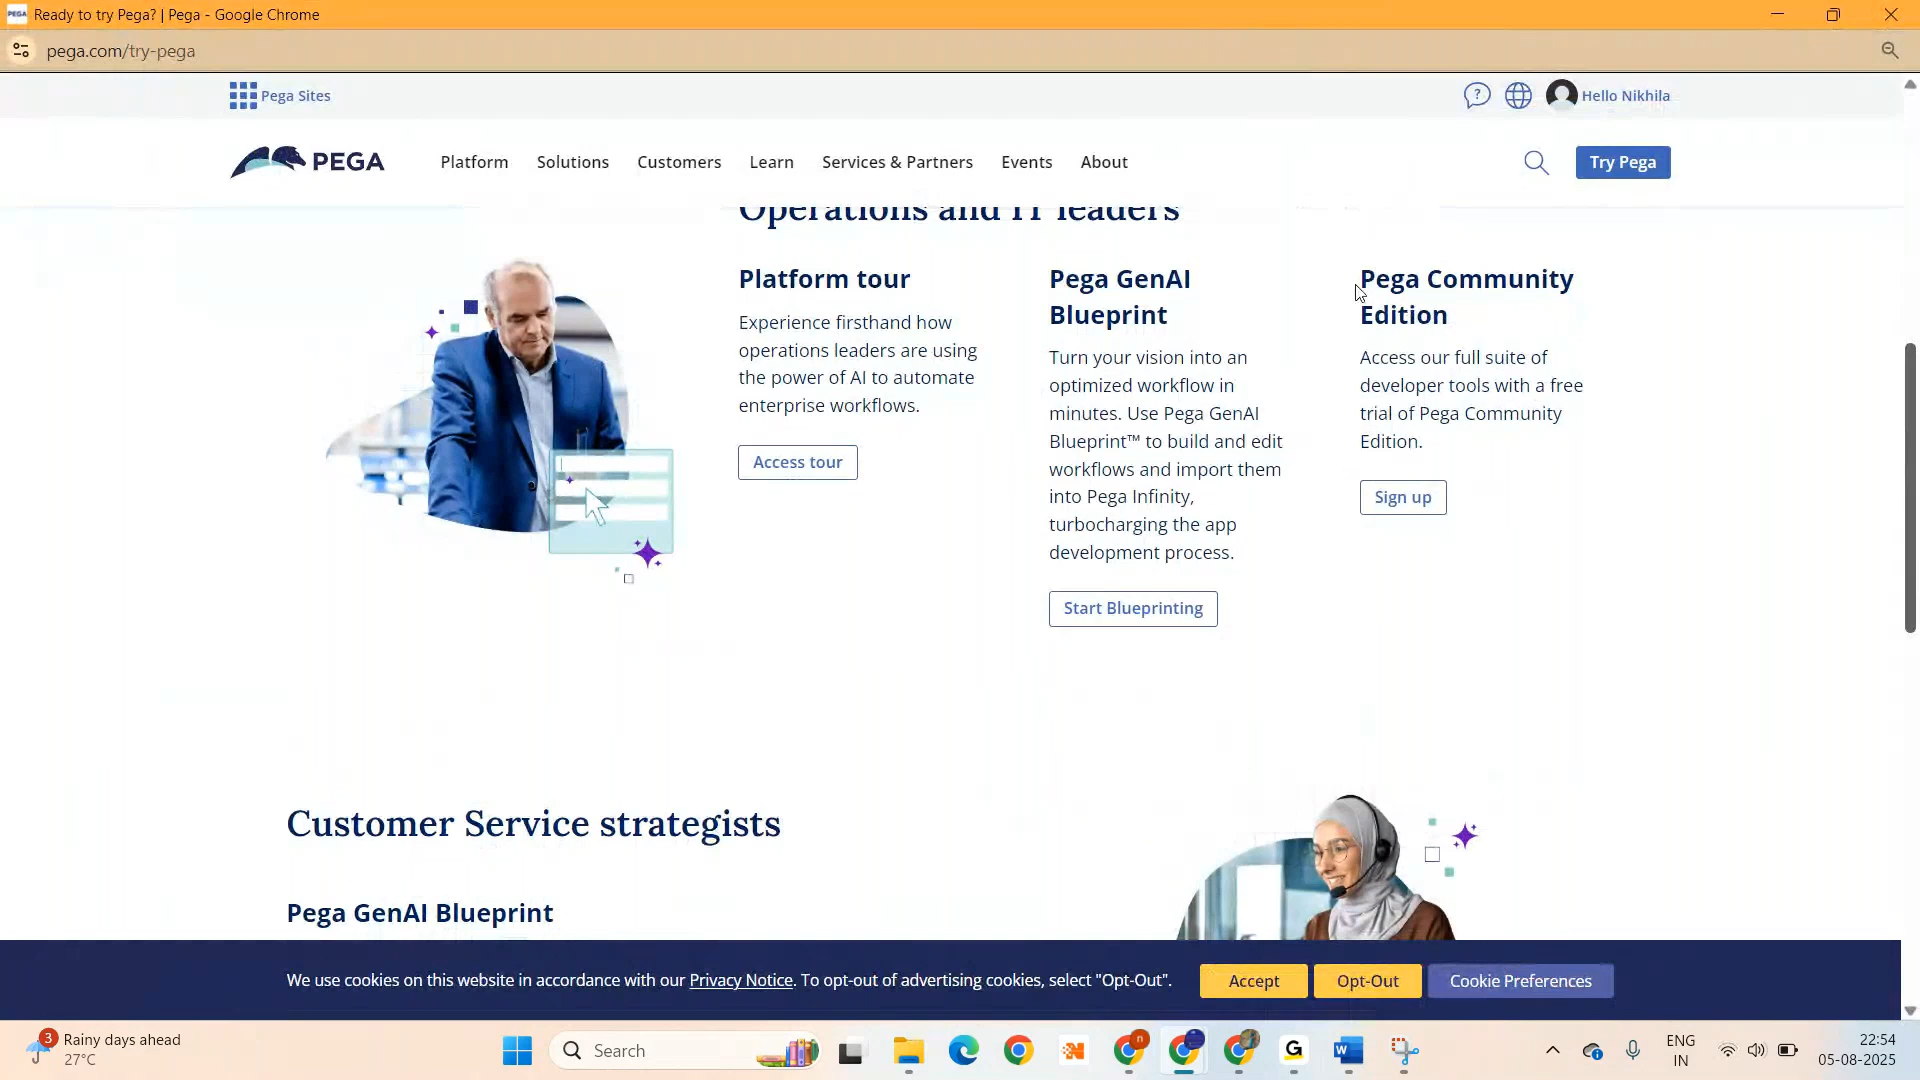 PEGA Ready to try Pega? | Pega - Google Chrome
pega.com/try-pega
Pega Sites
? Hello Nikhila
PEGA Platform Solutions Customers Learn Services & Partners Events About Try Pega
Operations and IT leaders
Platform tour
Experience firsthand how
operations leaders are using
the power of AI to automate
enterprise workflows.
Access tour
Pega GenAI
Blueprint
Turn your vision into an
optimized workflow in
minutes. Use Pega GenAI
Blueprint™ to build and edit
workflows and import them
into Pega Infinity,
turbocharging the app
development process.
Start Blueprinting
Pega Community
Edition
Access our full suite of
developer tools with a free
trial of Pega Community
Edition.
Sign up
Customer Service strategists
Pega GenAI Blueprint
We use cookies on this website in accordance with our Privacy Notice. To opt-out of advertising cookies, select "Opt-Out".
Accept Opt-Out Cookie Preferences
3 Rainy days ahead
27°C
Search
n
G
W
ENG
IN
22:54
05-08-2025